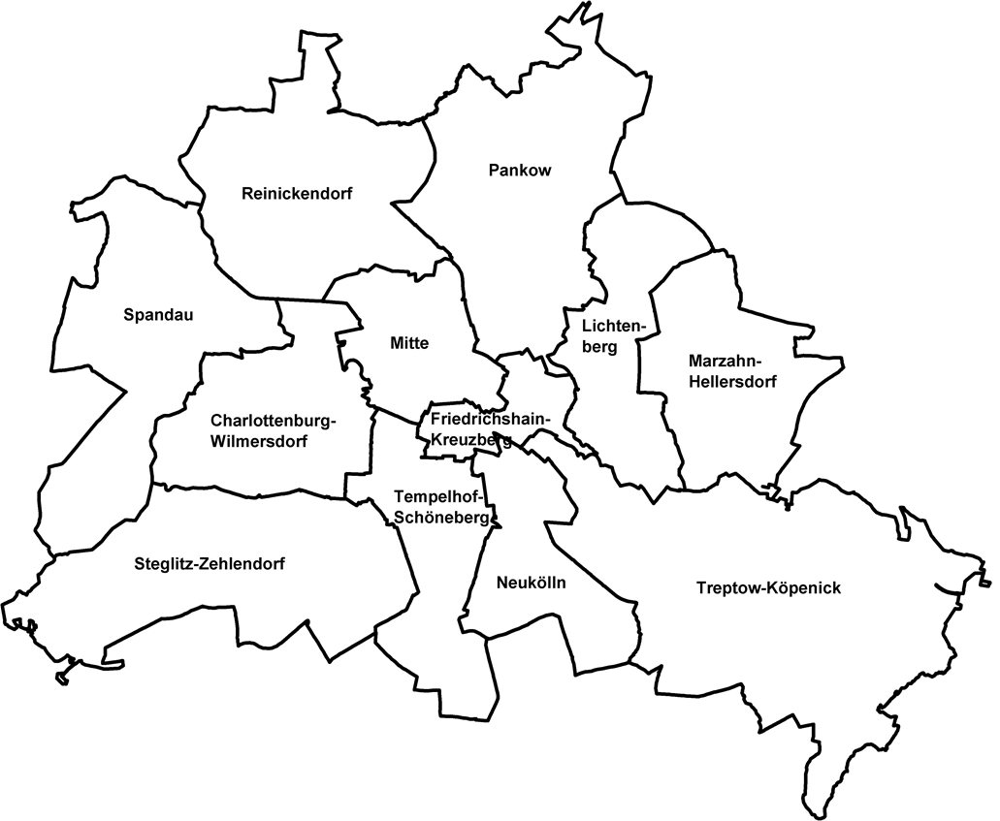 Pankow
Reinickendorf
Spandau
Mitte
Lichten-
berg
Marzahn-
Hellersdorf
Charlottenburg-
Wilmersdorf
Friedrichshain-
Kreuzberg
Tempelhof-
Schöneberg
Steglitz-Zehlendorf
Neukölln
Treptow-Köpenick